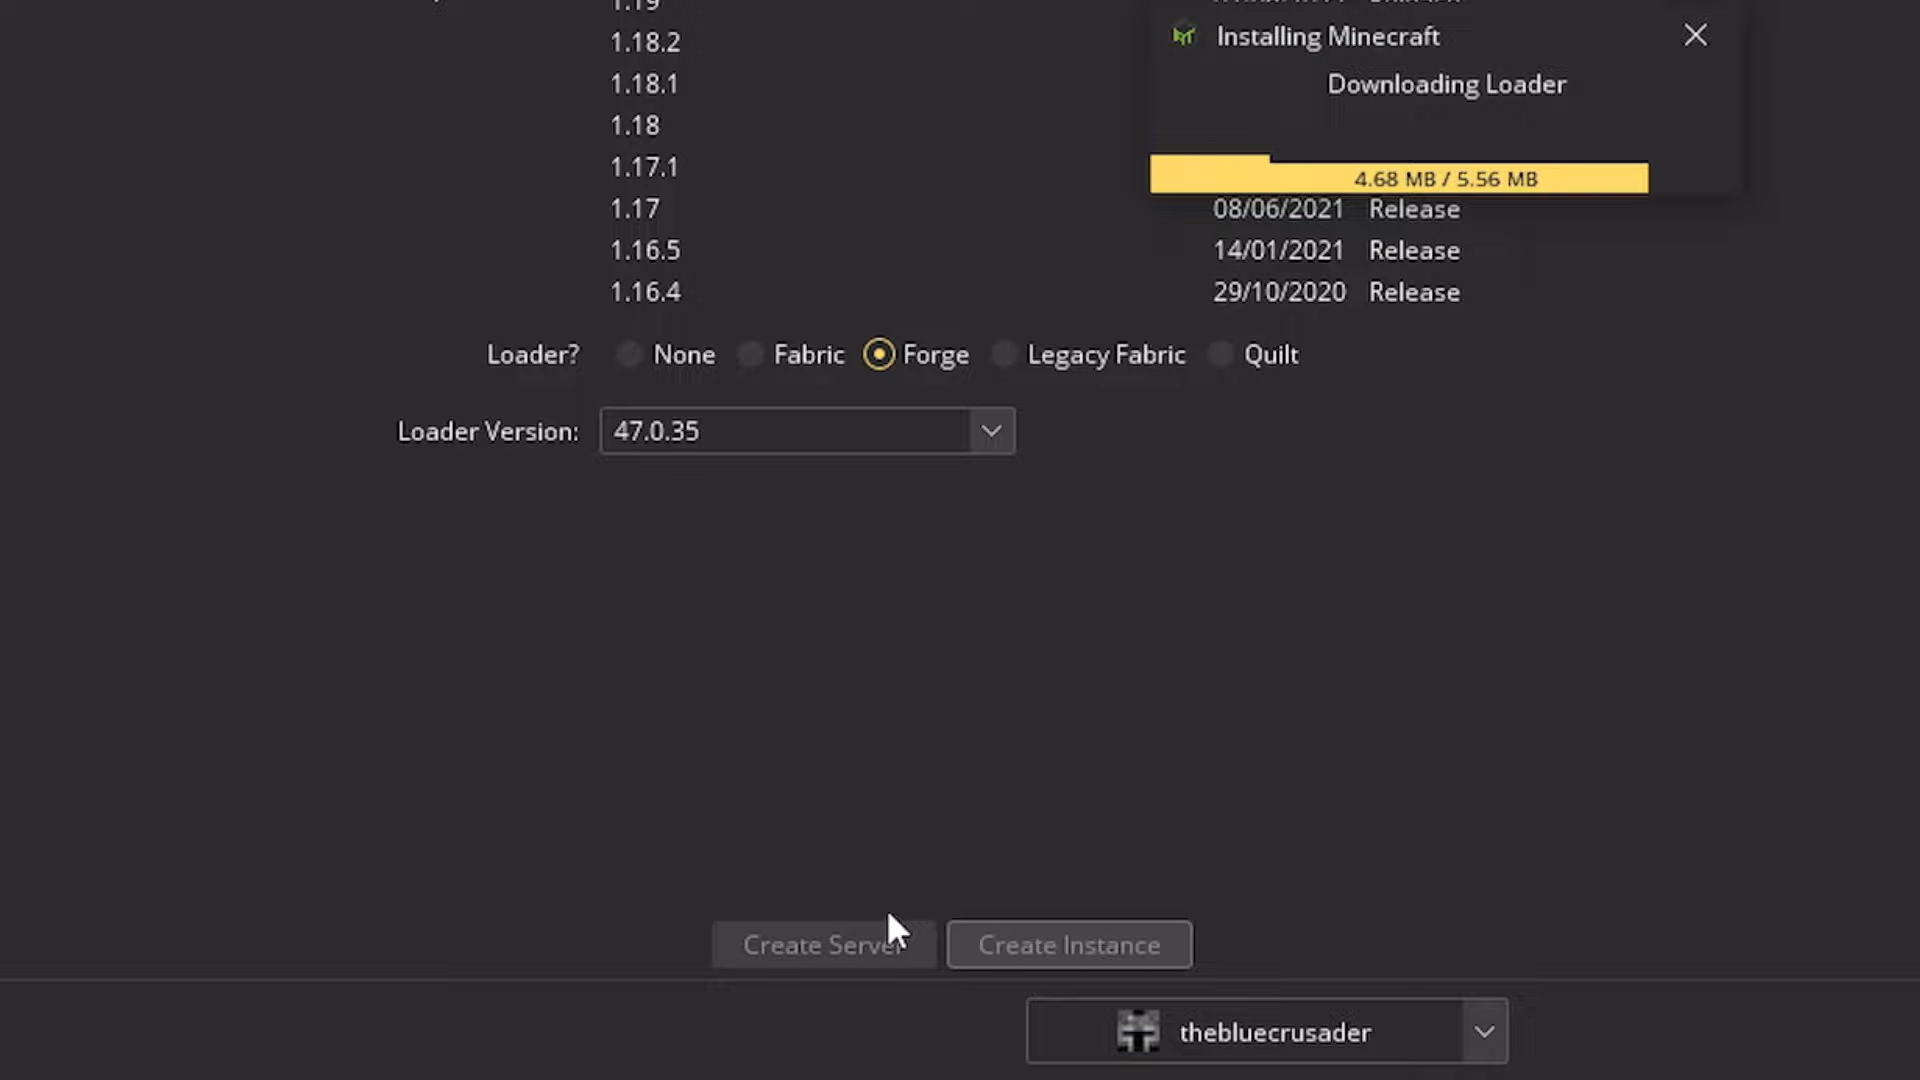 1.19
1.18.2
1.18.1
1.18
1.17.1
1.17 08/06/2021 Release
1.16.5 14/01/2021 Release
1.16.4 29/10/2020 Release
Installing Minecraft
Downloading Loader
4.68 MB / 5.56 MB
Loader? None Fabric Forge Legacy Fabric Quilt
Loader Version: 47.0.35
Create Server Create Instance
thebluecrusader